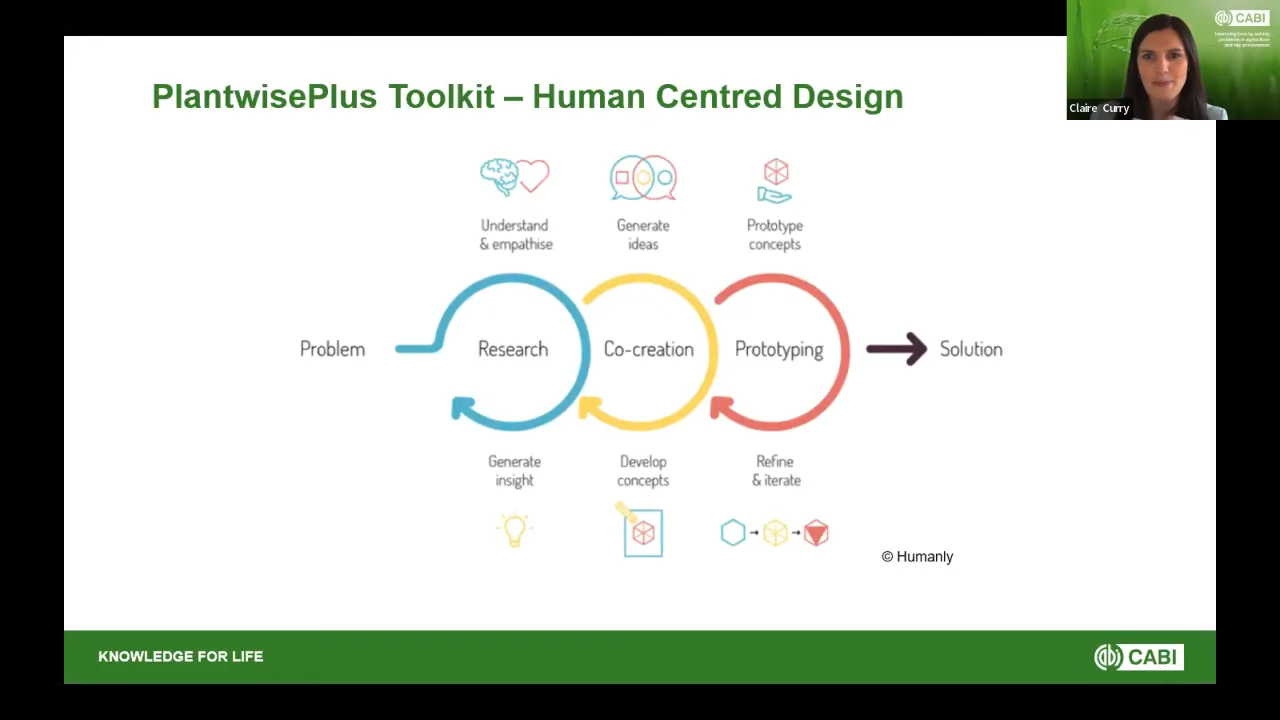 PlantwisePlus Toolkit – Human Centred Design
CABI
Claire Curry
Understand
& empathise
Generate
ideas
Prototype
concepts
Problem
Research
Co-creation
Prototyping
Solution
Generate
insight
Develop
concepts
Refine
& iterate
© Humanly
KNOWLEDGE FOR LIFE
CABI